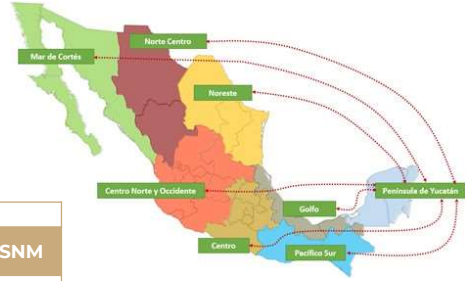 Norte Centro
Mar de Cortés
Noreste
Centro Norte y Occidente
Península de Yucatán
Golfo
Centro
Pacífico Sur
SNM